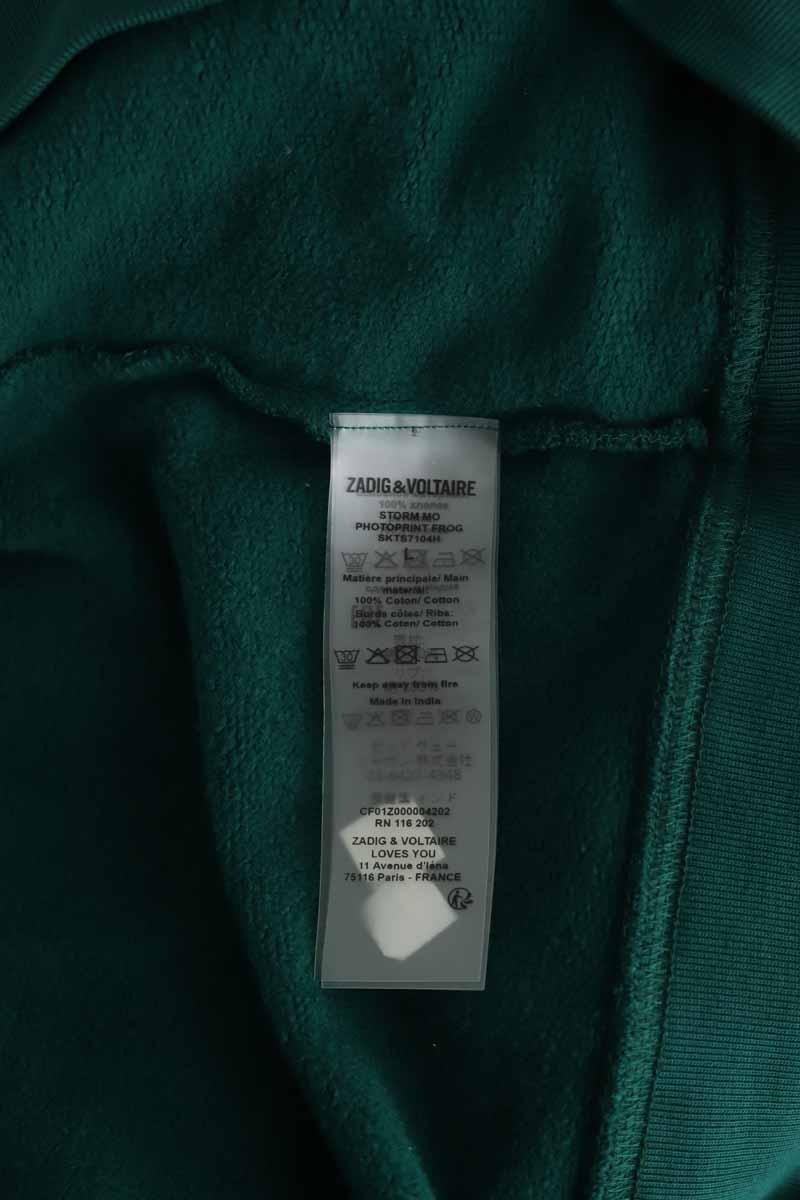 ZADIG & VOLTAIRE
STORM MO
PHOTOPRINT FROG
SKTS7104H
L
Matière principale/ Main
material:
100% Coton/ Cotton
Bords côtes/ Ribs:
100% Coton/ Cotton
30
Keep away from fire
Made in India
CF01Z000004202
RN 116 202
ZADIG & VOLTAIRE
LOVES YOU
11 Avenue d'Iéna
75116 Paris - FRANCE